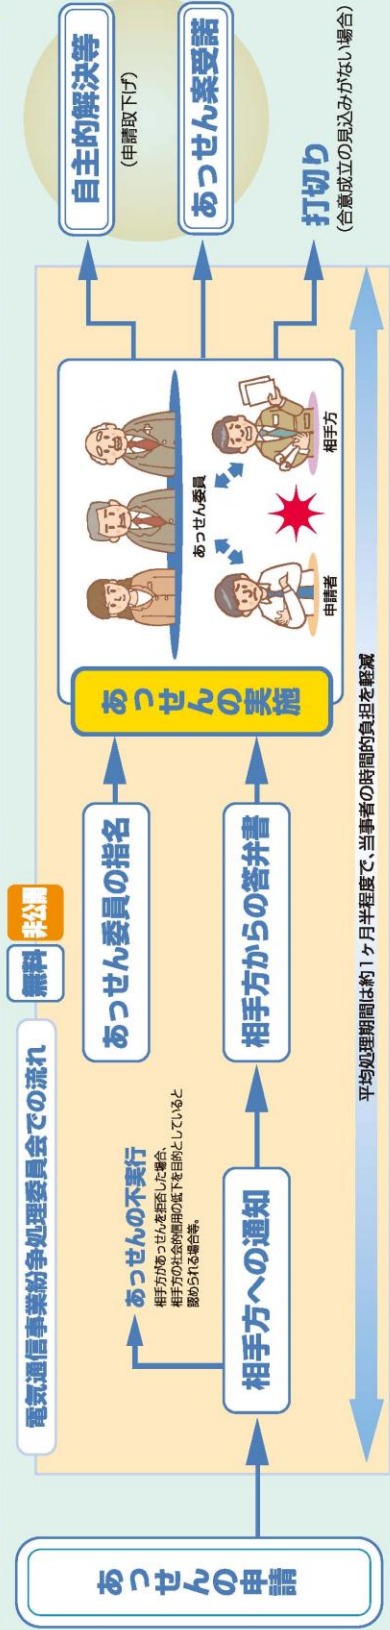 電気通信事業紛争処理委員会での流れ
無料
非公開
あっせんの申請
相手方への通知
あっせんの不実行
相手方があっせんを拒否した場合、
相手方の社会的信用の低下を目的としていると
認められる場合等。
あっせん委員の指名
相手方からの答弁書
あっせんの実施
あっせん委員
申請者
相手方
自主的解決等
(申請取下げ)
あっせん案受諾
打切り
(合意成立の見込みがない場合)
平均処理期間は約1ヶ月半程度で、当事者の時間的負担を軽減